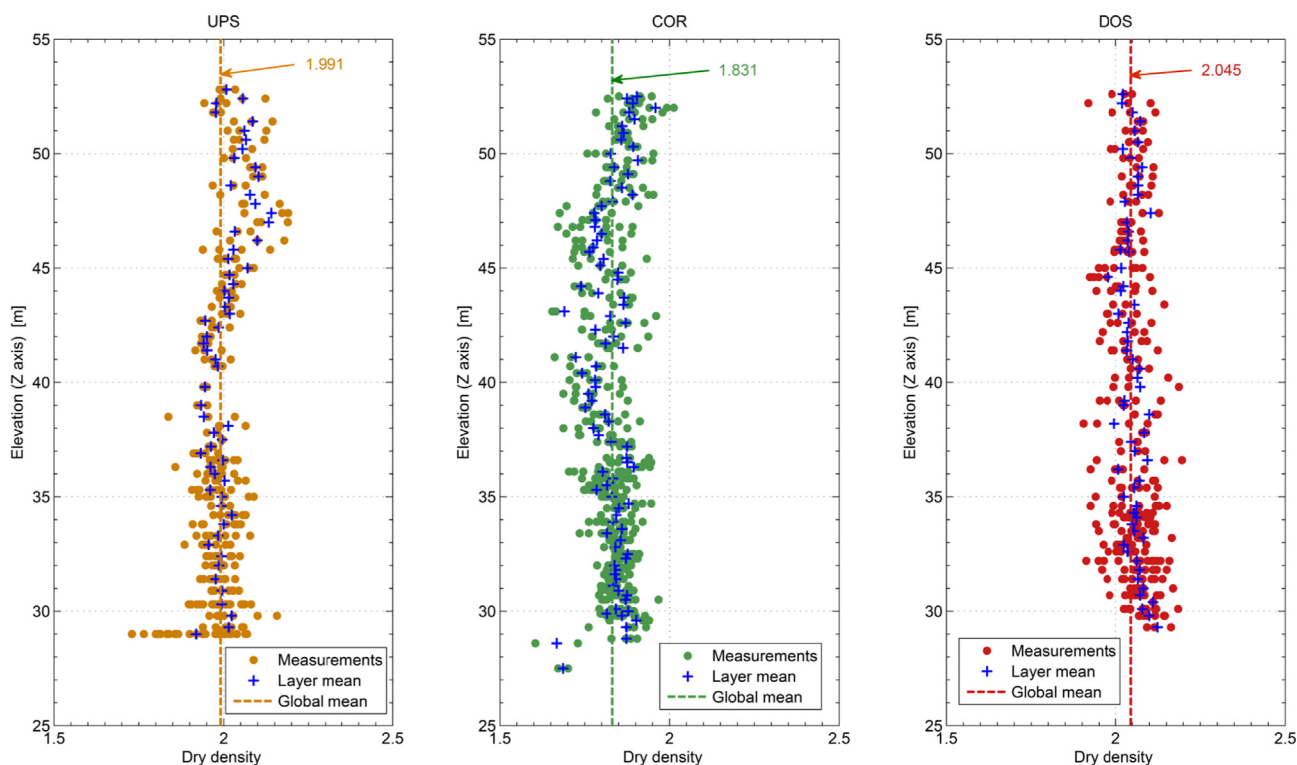 UPS
55
50
45
40
35
30
25
Elevation (Z axis) [m]
1.991
Measurements
Layer mean
Global mean
1.5
2
2.5
Dry density
COR
55
50
45
40
35
30
25
Elevation (Z axis) [m]
1.831
Measurements
Layer mean
Global mean
1.5
2
2.5
Dry density
DOS
55
50
45
40
35
30
25
Elevation (Z axis) [m]
2.045
Measurements
Layer mean
Global mean
1.5
2
2.5
Dry density